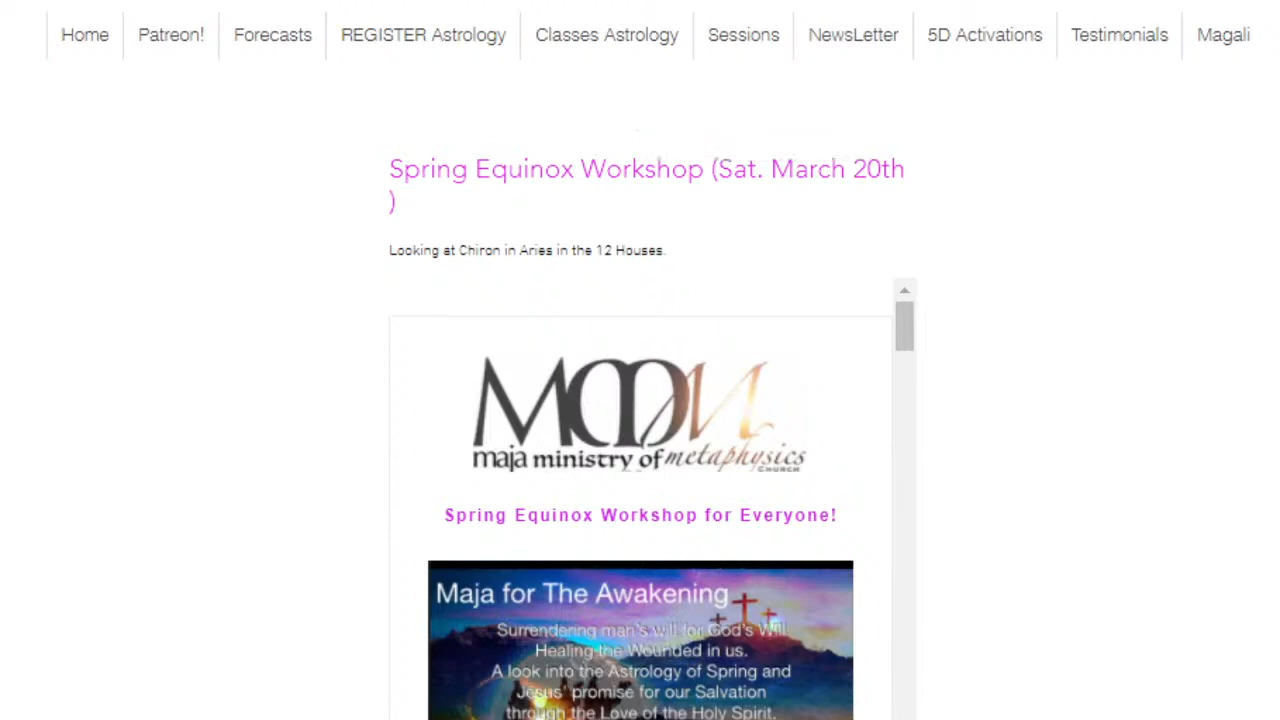 Home Patreon! Forecasts REGISTER Astrology Classes Astrology Sessions NewsLetter 5D Activations Testimonials Magali
Spring Equinox Workshop (Sat. March 20th
)
Looking at Chiron in Aries in the 12 Houses.
MOON
maja ministry of metaphysics
CHURCH
Spring Equinox Workshop for Everyone!
Maja for The Awakening
Surrendering man's will for God's Will
Healing the Wounded in us.
A look into the Astrology of Spring and
Jesus' promise for our Salvation
through the Love of the Holy Spirit.